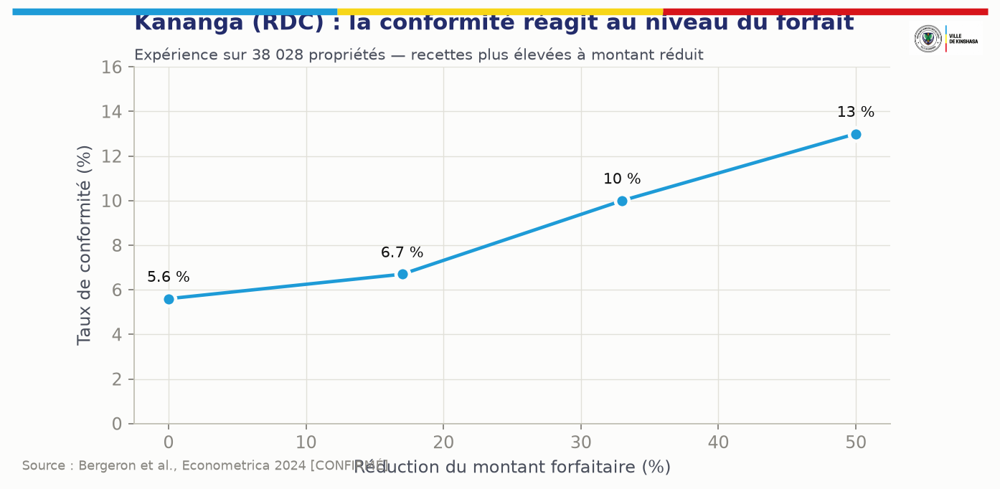 Kananga (RDC) : la conformité réagit au niveau du forfait
Expérience sur 38 028 propriétés — recettes plus élevées à montant réduit
VILLE
DE KINSHASA
Taux de conformité (%)
16
14
12
10
8
6
4
2
0
5.6 %
6.7 %
10 %
13 %
0 10 20 30 40 50
Réduction du montant forfaitaire (%)
Source : Bergeron et al., Econometrica 2024 [CONFIRMÉ]